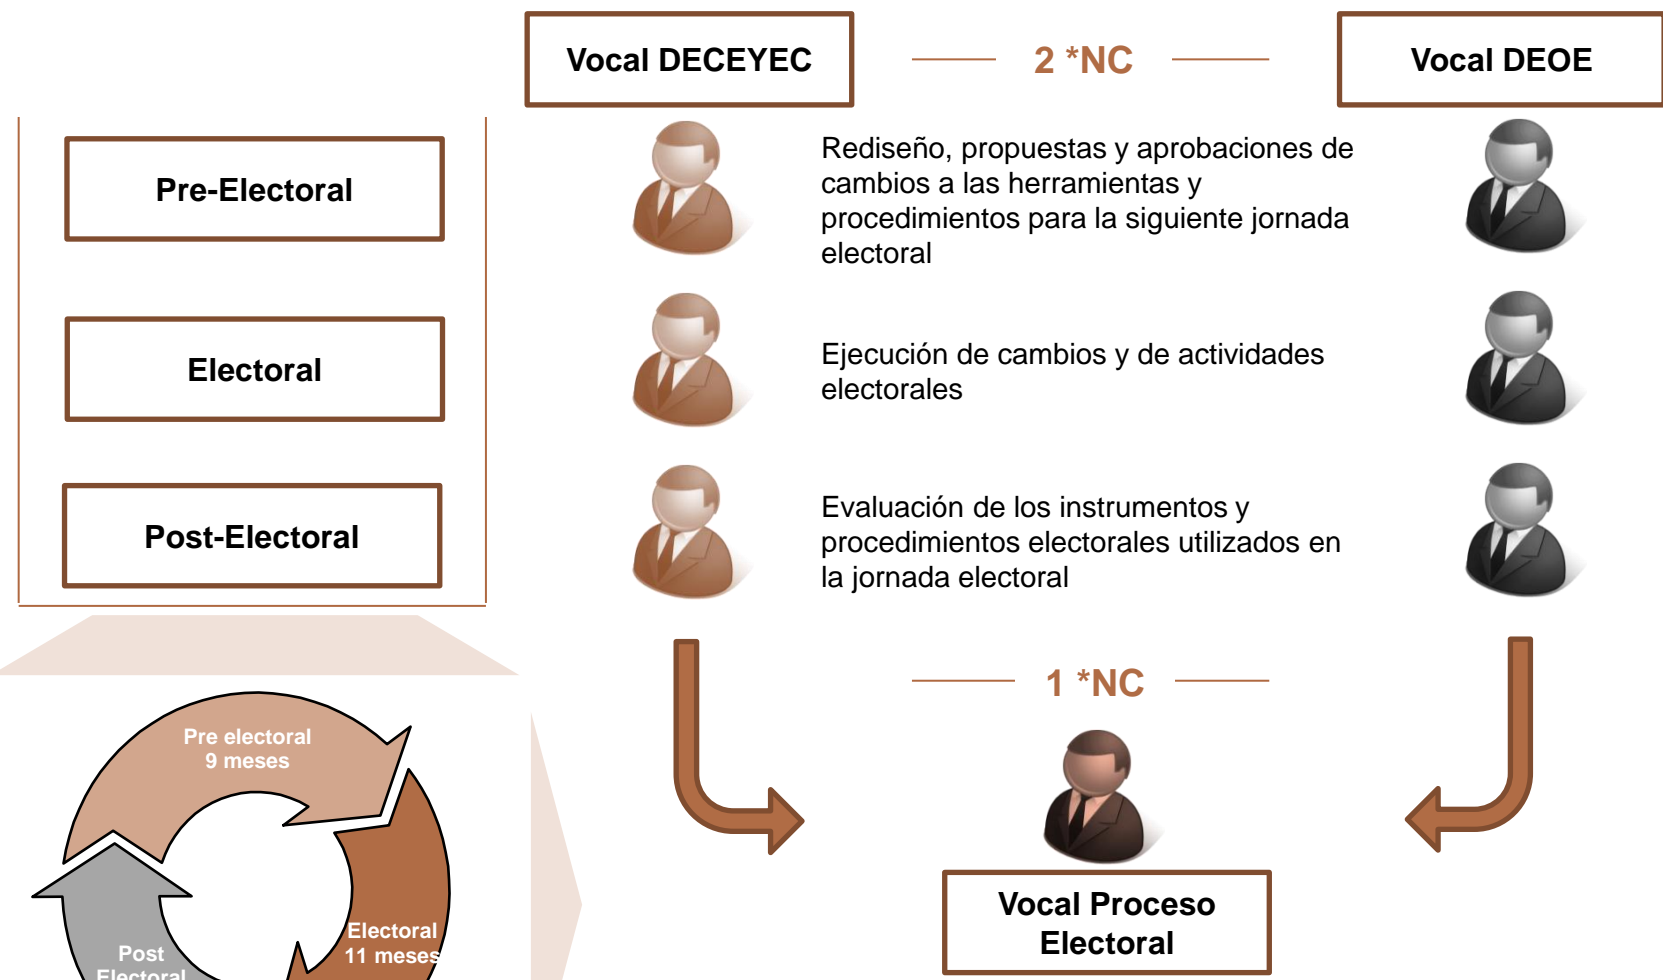 Vocal DECEYEC
2 *NC
Vocal DEOE
Pre-Electoral
Rediseño, propuestas y aprobaciones de
cambios a las herramientas y
procedimientos para la siguiente jornada
electoral
Electoral
Ejecución de cambios y de actividades
electorales
Post-Electoral
Evaluación de los instrumentos y
procedimientos electorales utilizados en
la jornada electoral
1 *NC
Pre electoral
9 meses
Electoral
11 meses
Post
Electoral
Vocal Proceso
Electoral